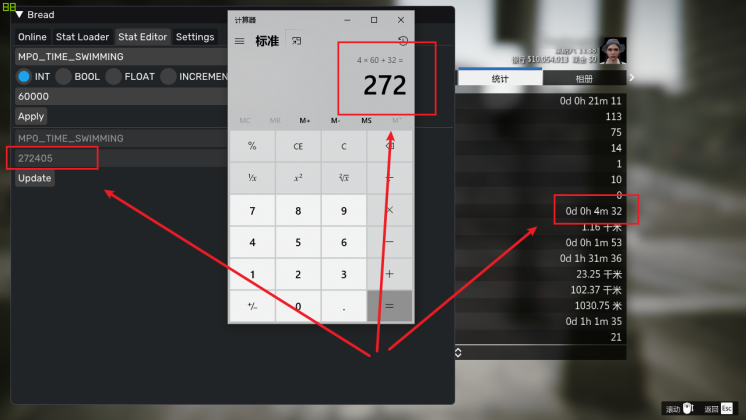 88
Bread
Online Stat Loader Stat Editor Settings
MP0_TIME_SWIMMING
INT BOOL FLOAT INCREMEN
60000
Apply
MP0_TIME_SWIMMING
272405
Update
计算器
标准
4 × 60 + 32 =
272
MC MR M+ M- MS M˅
% CE C
¹/x x² ²√x ÷
7 8 9 ×
4 5 6 −
1 2 3 +
+/− 0 . =
银行 $10,054,013 现金 $0
统计 相册
0d 0h 21m 11
113
75
14
1
10
0
0d 0h 4m 32
1.16 千米
0d 0h 1m 53
0d 1h 31m 36
23.25 千米
102.37 千米
1030.75 米
0d 1h 1m 35
21
滚动 返回 Esc